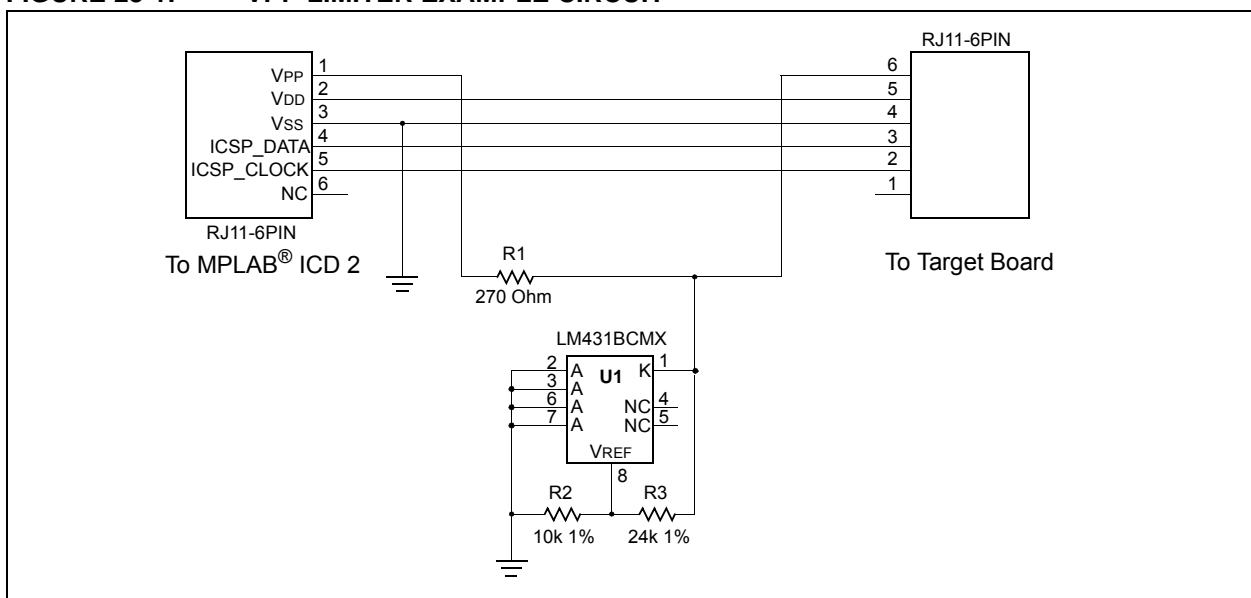 FIGURE VPP LIMITER EXAMPLE CIRCUIT
RJ11-6PIN
VPP 1
VDD 2
VSS 3
ICSP_DATA 4
ICSP_CLOCK 5
NC 6
RJ11-6PIN
To MPLAB® ICD 2
6
5
4
3
2
1
To Target Board
R1
270 Ohm
LM431BCMX
2 A U1 K 1
3 A
6 A NC 4
7 A NC 5
VREF
8
R2 R3
10k 1% 24k 1%